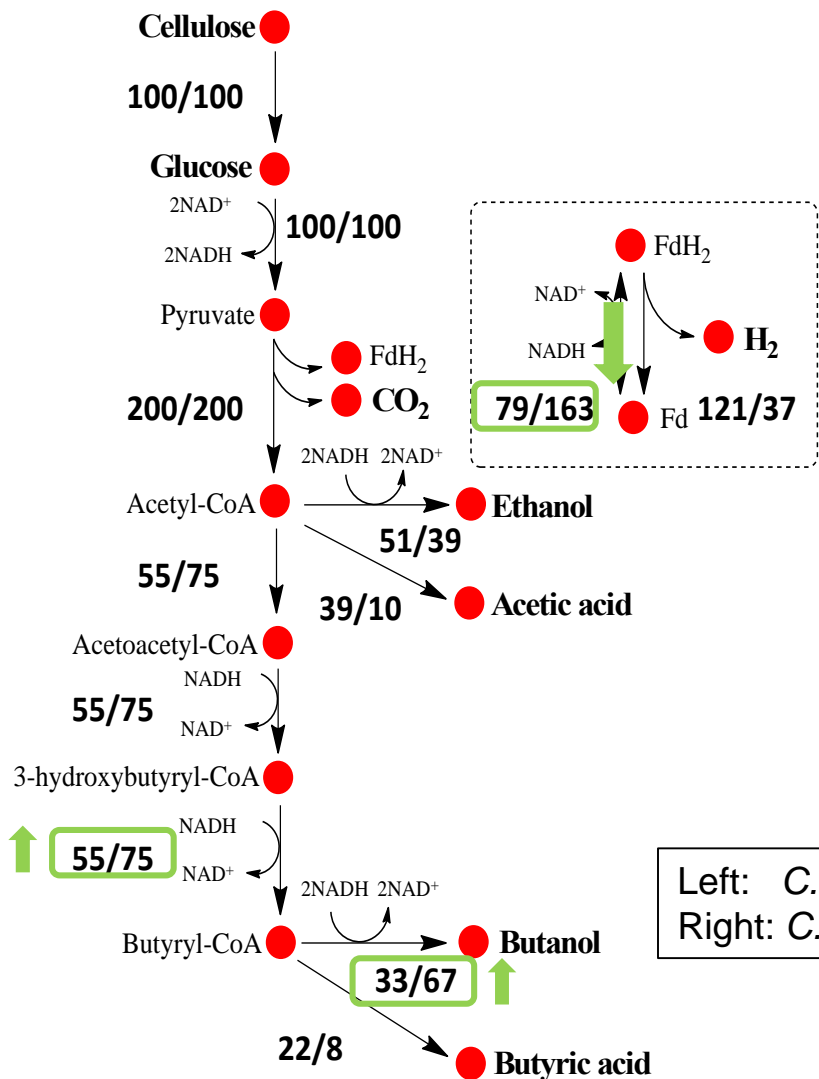 Cellulose
100/100
Glucose
2NAD⁺
2NADH
100/100
Pyruvate
FdH₂
CO₂
200/200
FdH₂
NAD⁺
NADH
H₂
79/163
Fd
121/37
2NADH 2NAD⁺
Acetyl-CoA
Ethanol
51/39
55/75
39/10
Acetic acid
Acetoacetyl-CoA
NADH
55/75
NAD⁺
3-hydroxybutyryl-CoA
NADH
55/75
NAD⁺
2NADH 2NAD⁺
Butyryl-CoA
Butanol
33/67
22/8
Butyric acid
Left: C.
Right: C.